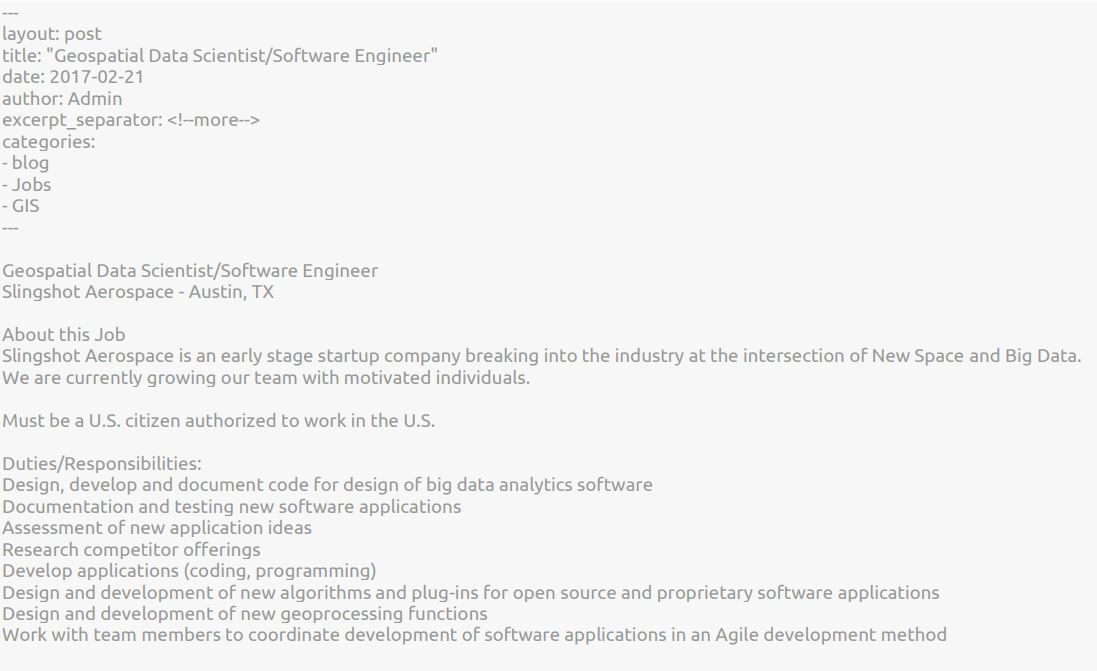 ---
layout: post
title: "Geospatial Data Scientist/Software Engineer"
date: 2017-02-21
author: Admin
excerpt_separator: <!--more-->
categories:
- blog
- Jobs
- GIS
---
Geospatial Data Scientist/Software Engineer
Slingshot Aerospace - Austin, TX
About this Job
Slingshot Aerospace is an early stage startup company breaking into the industry at the intersection of New Space and Big Data.
We are currently growing our team with motivated individuals.
Must be a U.S. citizen authorized to work in the U.S.
Duties/Responsibilities:
Design, develop and document code for design of big data analytics software
Documentation and testing new software applications
Assessment of new application ideas
Research competitor offerings
Develop applications (coding, programming)
Design and development of new algorithms and plug-ins for open source and proprietary software applications
Design and development of new geoprocessing functions
Work with team members to coordinate development of software applications in an Agile development method